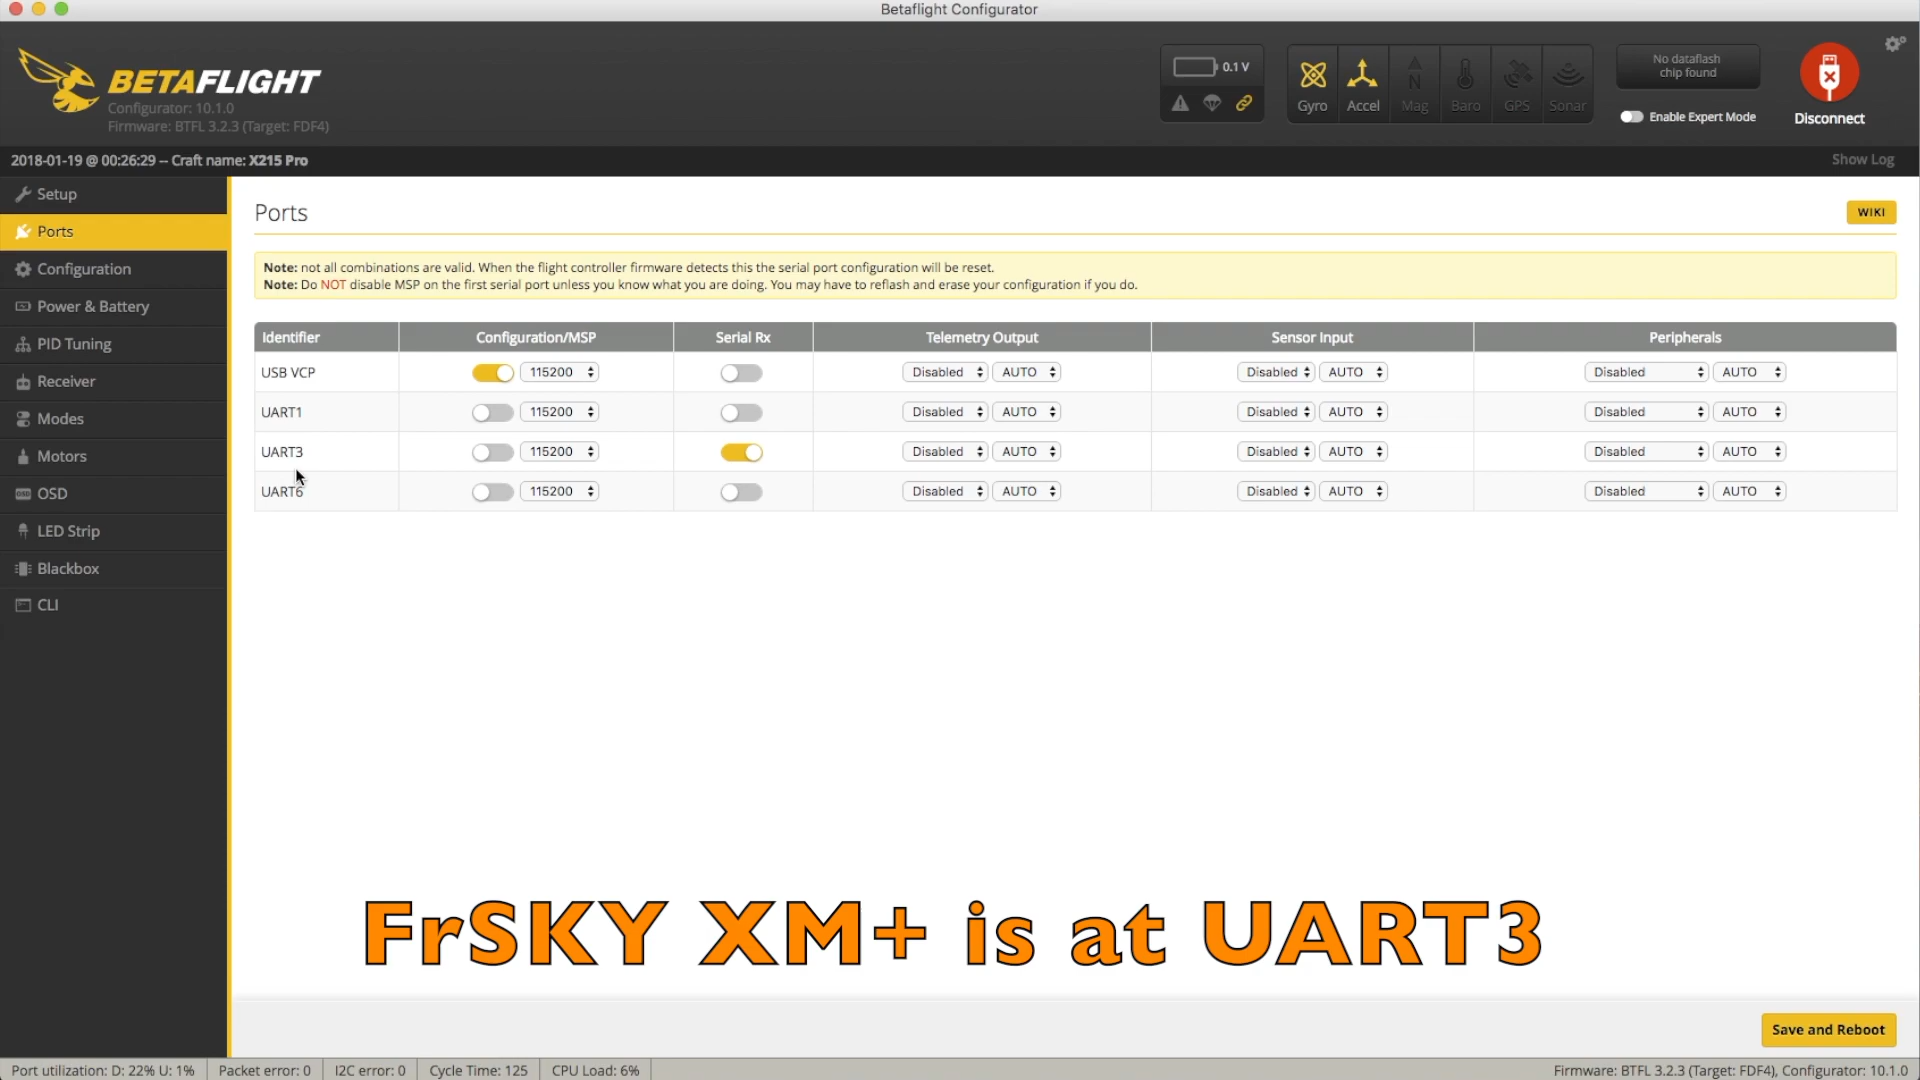 Betaflight Configurator
BETAFLIGHT
Configurator: 10.1.0
Firmware: BTFL 3.2.3 (Target: FDF4)
0.1 V
Gyro Accel Mag Baro GPS Sonar
No dataflash
chip found
Enable Expert Mode
Disconnect
2018-01-19 @ 00:26:29 -- Craft name: X215 Pro
Show Log
Setup
Ports
Configuration
Power & Battery
PID Tuning
Receiver
Modes
Motors
OSD
LED Strip
Blackbox
CLI
Ports
WIKI
Note: not all combinations are valid. When the flight controller firmware detects this the serial port configuration will be reset.
Note: Do NOT disable MSP on the first serial port unless you know what you are doing. You may have to reflash and erase your configuration if you do.
Identifier Configuration/MSP Serial Rx Telemetry Output Sensor Input Peripherals
USB VCP 115200 Disabled AUTO Disabled AUTO Disabled AUTO
UART1 115200 Disabled AUTO Disabled AUTO Disabled AUTO
UART3 115200 Disabled AUTO Disabled AUTO Disabled AUTO
UART6 115200 Disabled AUTO Disabled AUTO Disabled AUTO
FrSKY XM+ is at UART3
Save and Reboot
Port utilization: D: 22% U: 1% Packet error: 0 I2C error: 0 Cycle Time: 125 CPU Load: 6% Firmware: BTFL 3.2.3 (Target: FDF4), Configurator: 10.1.0